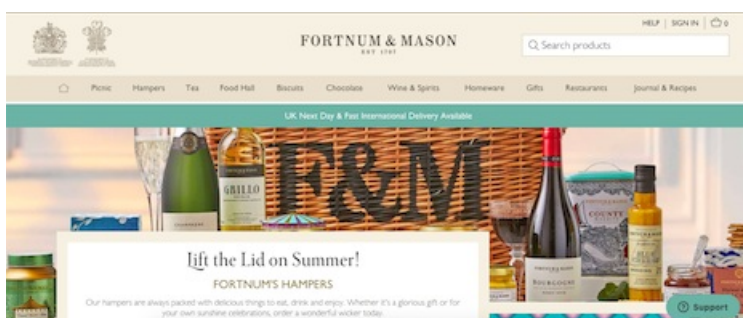 HELP | SIGN IN | 0
FORTNUM & MASON
EST 1707
Search products
Picnic Hampers Tea Food Hall Biscuits Chocolate Wine & Spirits Homeware Gifts Restaurants Journal & Recipes
UK Next Day & Fast International Delivery Available
F&M
GRILLO
COUNTY
BOURGOGNE
Lift the Lid on Summer!
FORTNUM'S HAMPERS
Our hampers are always packed with delicious things to eat, drink and enjoy. Whether it's a glorious gift or for
your own sunshine celebrations, order a wonderful wicker today.
Support